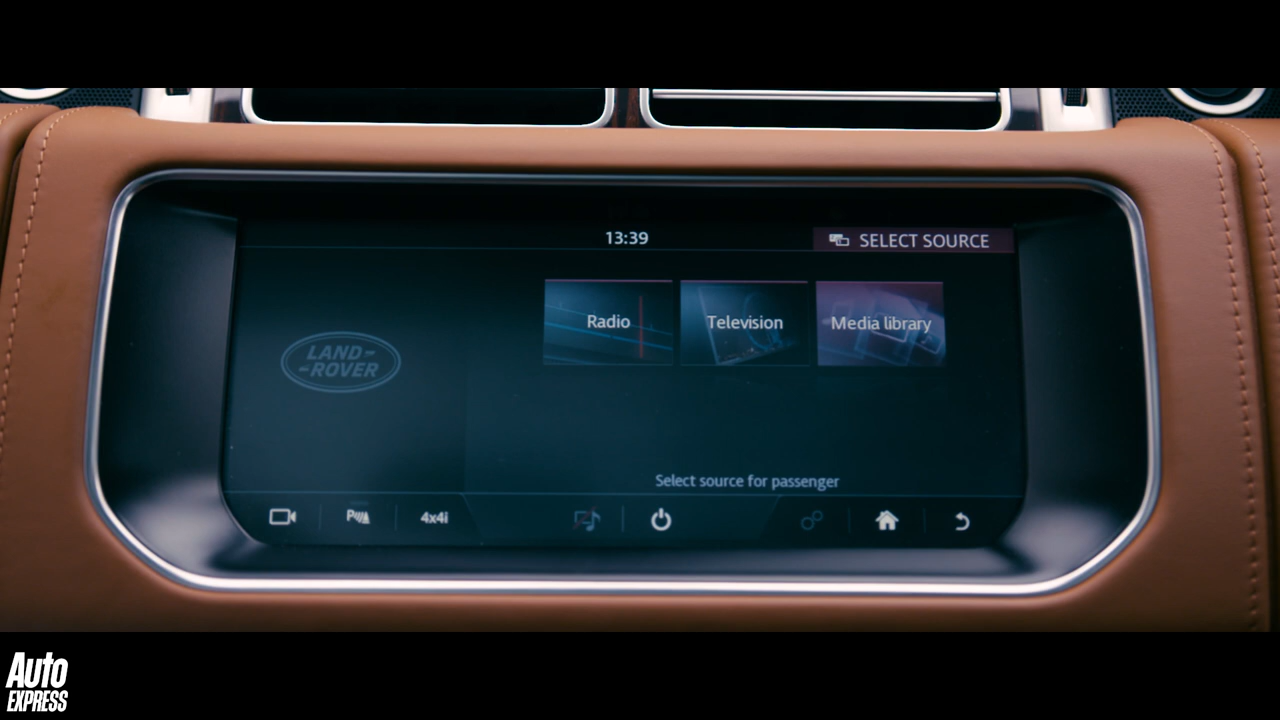 13:39
SELECT SOURCE
Radio
Television
Media library
LAND
ROVER
Select source for passenger
P
4x4i
Auto
EXPRESS